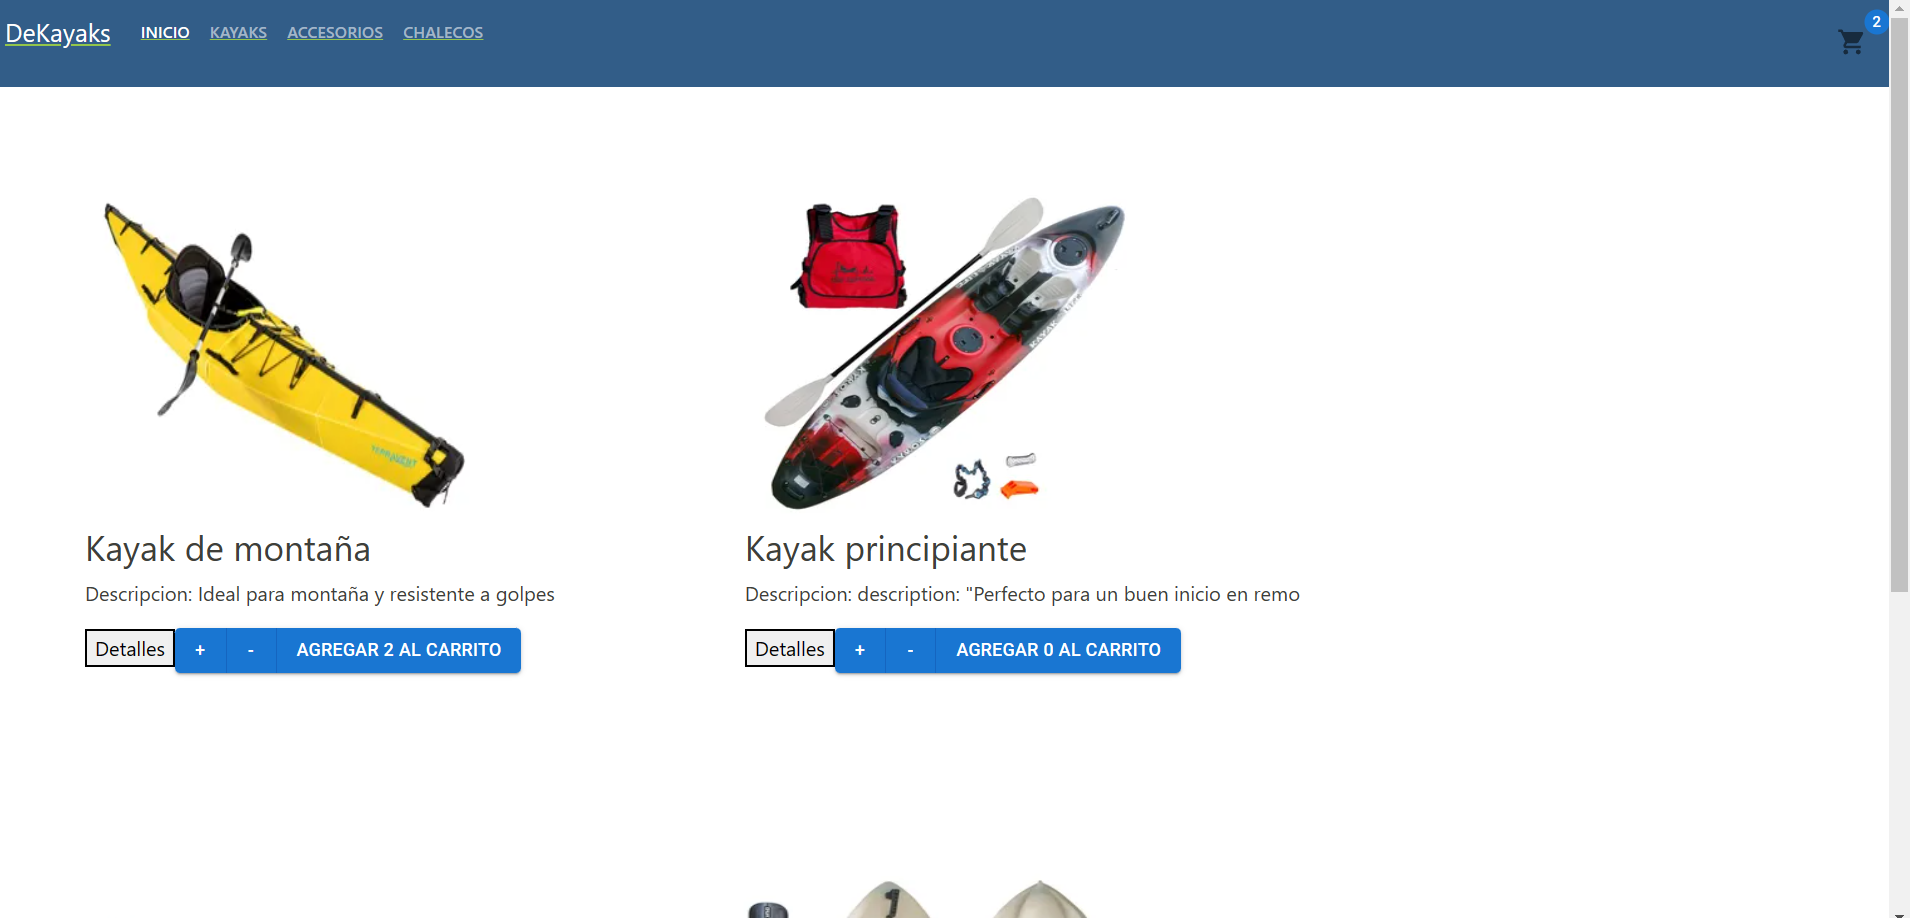 DeKayaks INICIO KAYAKS ACCESORIOS CHALECOS 2
Kayak de montaña
Descripcion: Ideal para montaña y resistente a golpes
Detalles + - AGREGAR 2 AL CARRITO
Kayak principiante
Descripcion: description: "Perfecto para un buen inicio en remo
Detalles + - AGREGAR 0 AL CARRITO